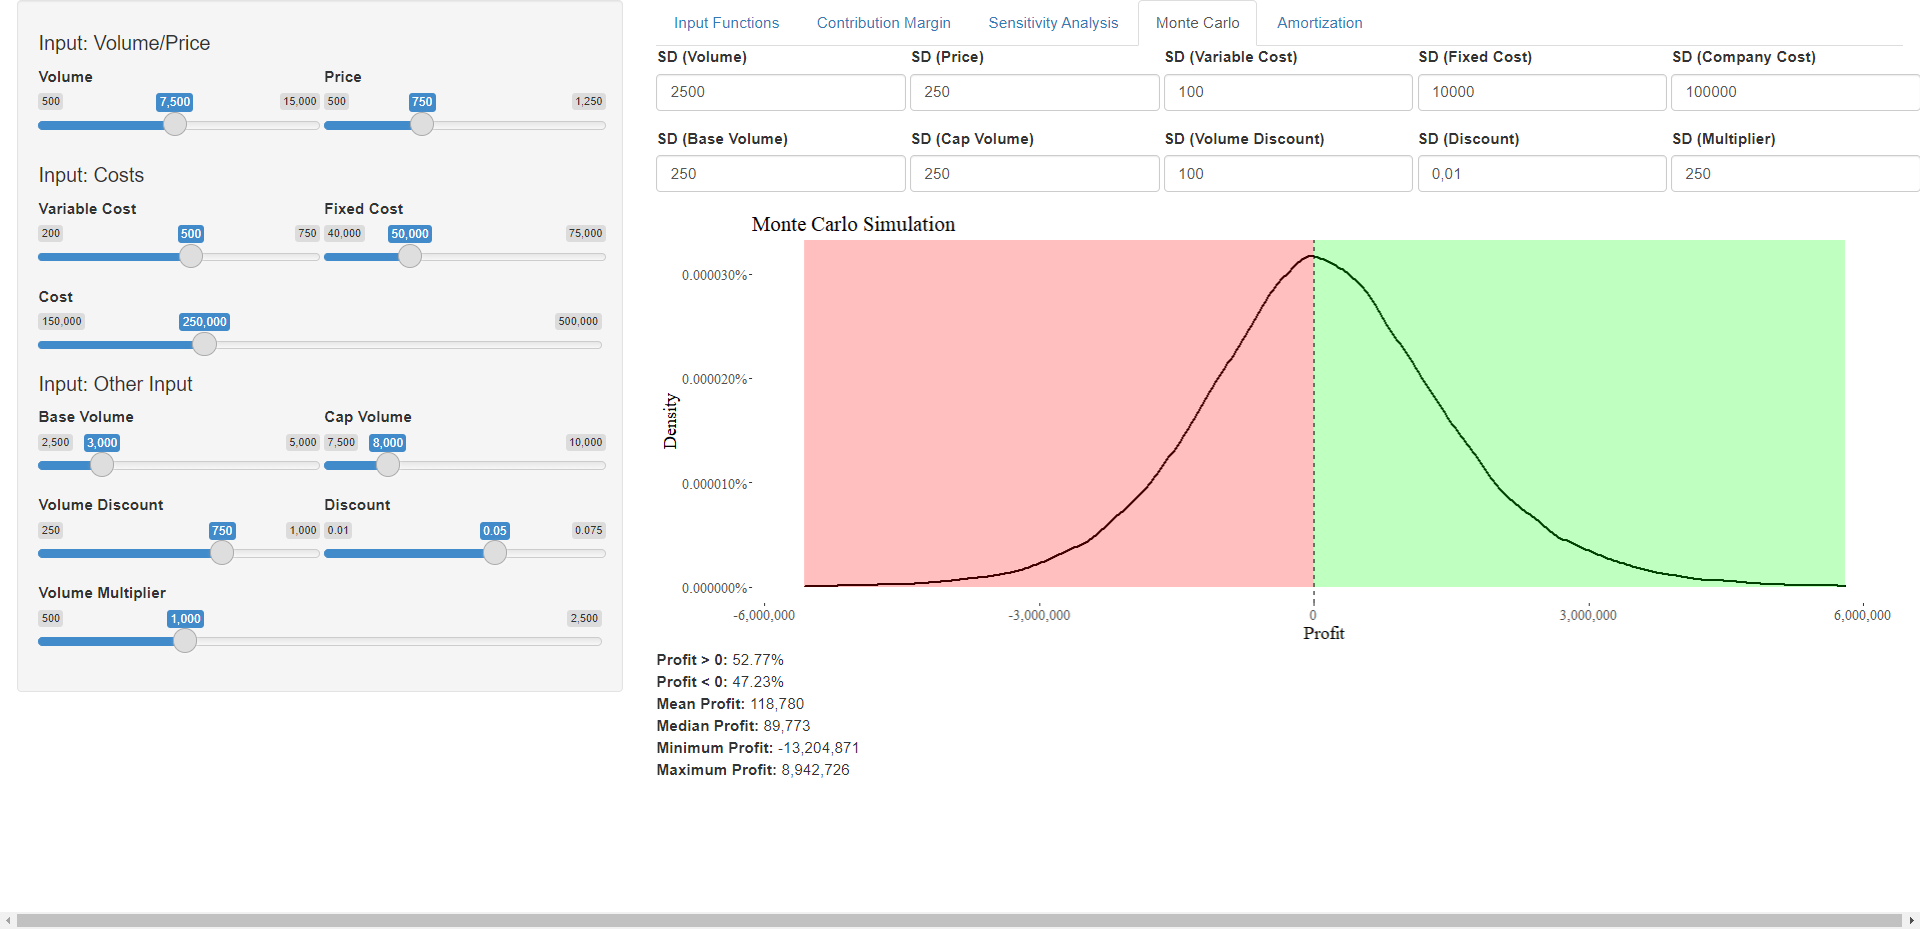 Input: Volume/Price
Volume
Price
500
7,500
15,000
500
750
1,250
Input: Costs
Variable Cost
Fixed Cost
200
500
750
40,000
50,000
75,000
Cost
150,000
250,000
500,000
Input: Other Input
Base Volume
Cap Volume
2,500
3,000
5,000
7,500
8,000
10,000
Volume Discount
Discount
250
750
1,000
0.01
0.05
0.075
Volume Multiplier
500
1,000
2,500
Input Functions
Contribution Margin
Sensitivity Analysis
Monte Carlo
Amortization
SD (Volume)
SD (Price)
SD (Variable Cost)
SD (Fixed Cost)
SD (Company Cost)
2500
250
100
10000
100000
SD (Base Volume)
SD (Cap Volume)
SD (Volume Discount)
SD (Discount)
SD (Multiplier)
250
250
100
0,01
250
Monte Carlo Simulation
0.000030%
0.000020%
0.000010%
0.000000%
Density
-6,000,000
-3,000,000
0
3,000,000
6,000,000
Profit
Profit > 0: 52.77%
Profit < 0: 47.23%
Mean Profit: 118,780
Median Profit: 89,773
Minimum Profit: -13,204,871
Maximum Profit: 8,942,726